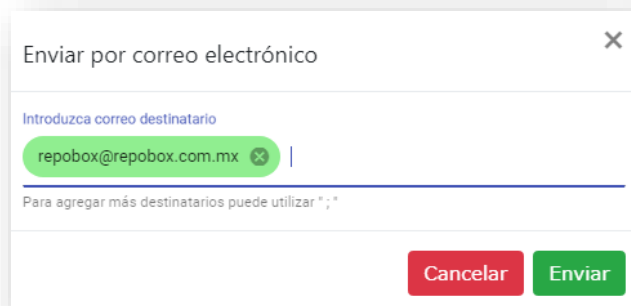 Enviar por correo electrónico
Introduzca correo destinatario
repobox@repobox.com.mx
Para agregar más destinatarios puede utilizar " ; "
Cancelar Enviar